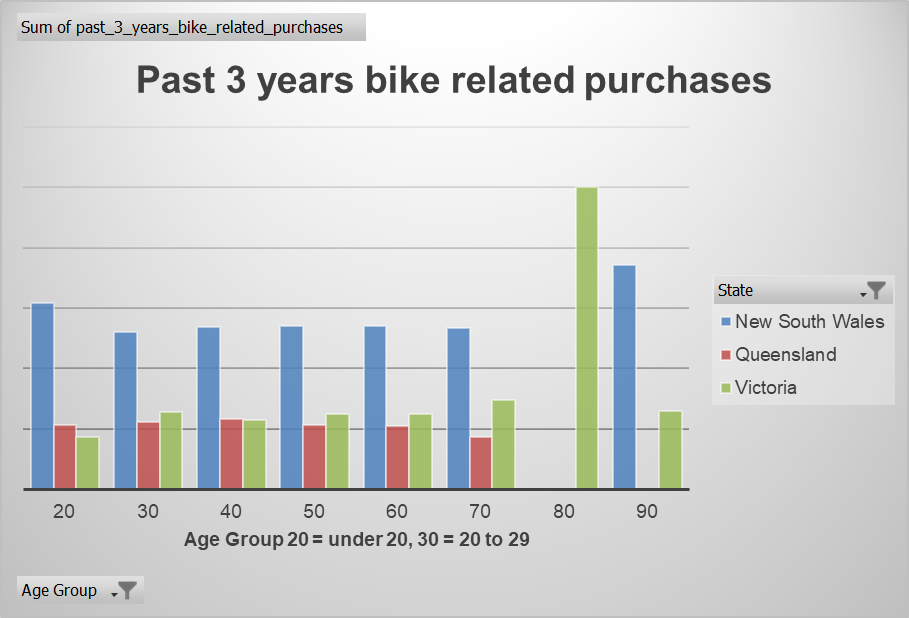 Sum of past_3_years_bike_related_purchases
Past 3 years bike related purchases
State
New South Wales
Queensland
Victoria
20 30 40 50 60 70 80 90
Age Group 20 = under 20, 30 = 20 to 29
Age Group